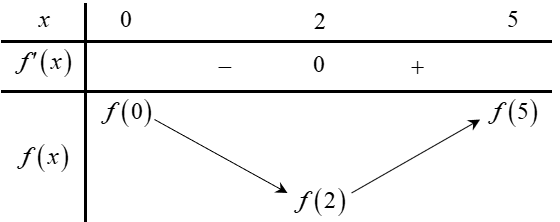 x 0 2 5
f′(x) − 0 +
f(0) f(5)
f(x)
f(2)